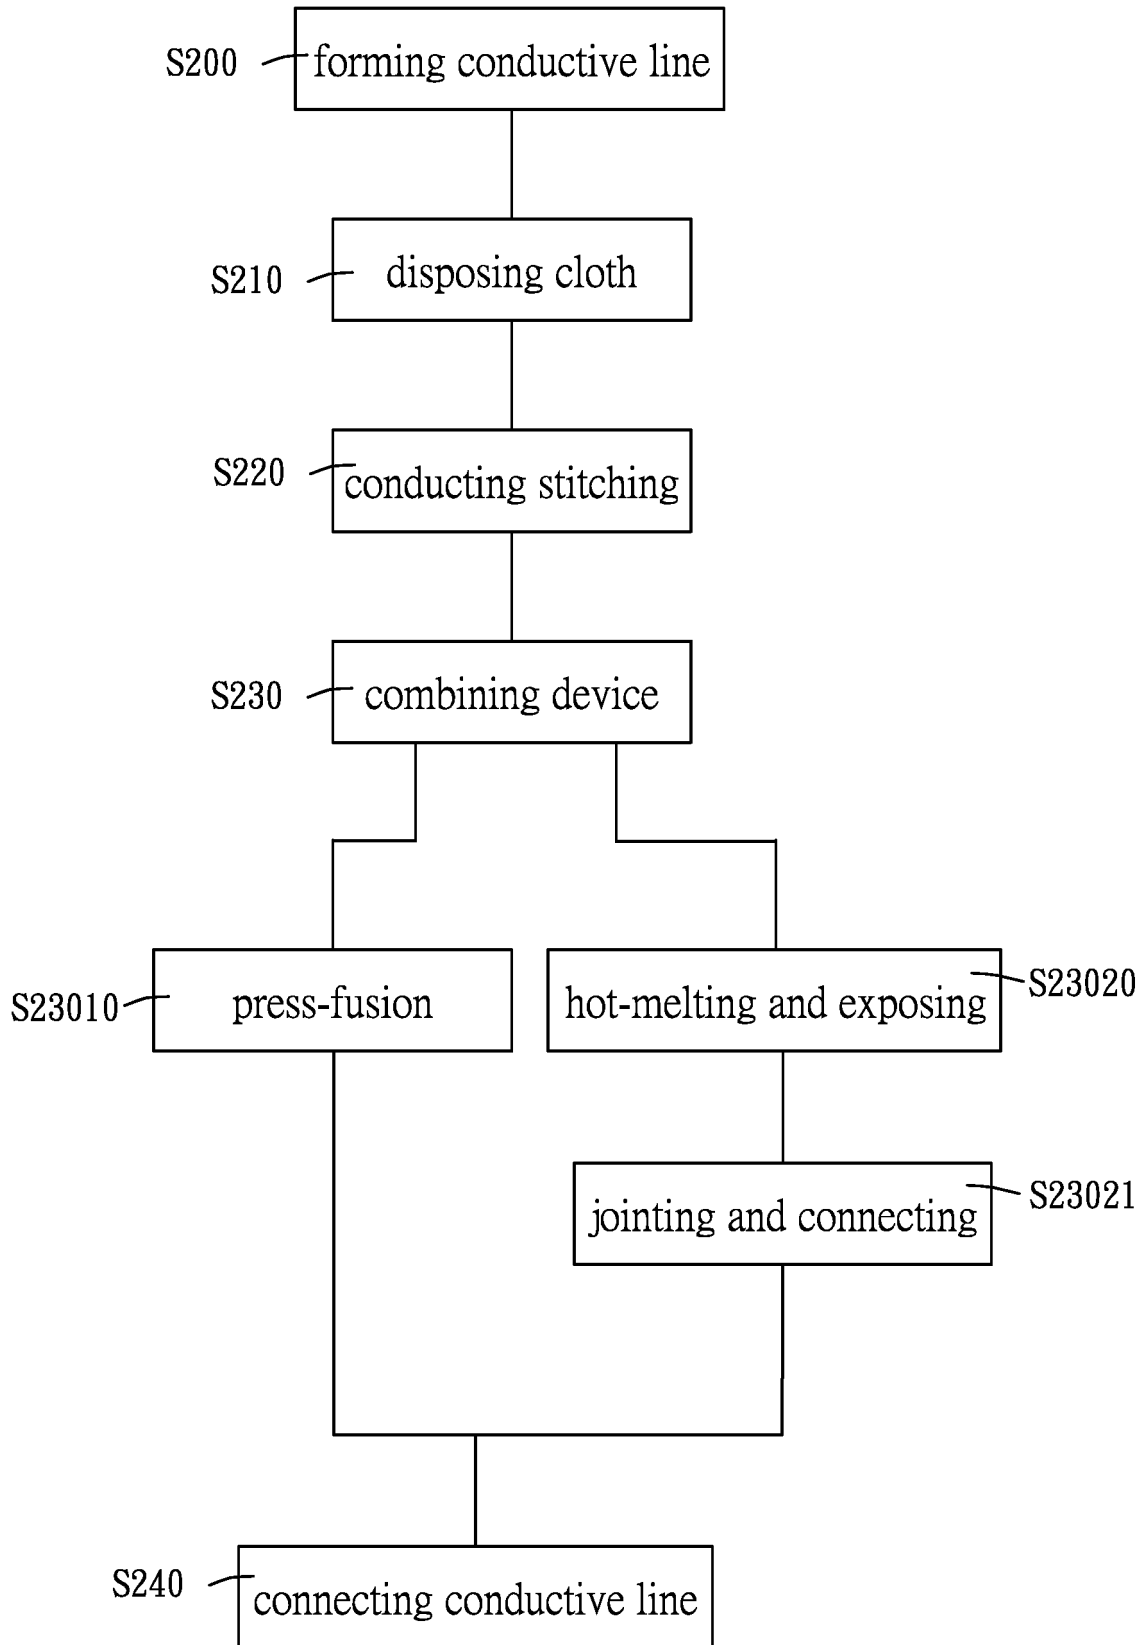 S200
forming conductive line
S210
disposing cloth
S220
conducting stitching
S230
combining device
S23010
press-fusion
hot-melting and exposing
S23020
jointing and connecting
S23021
S240
connecting conductive line